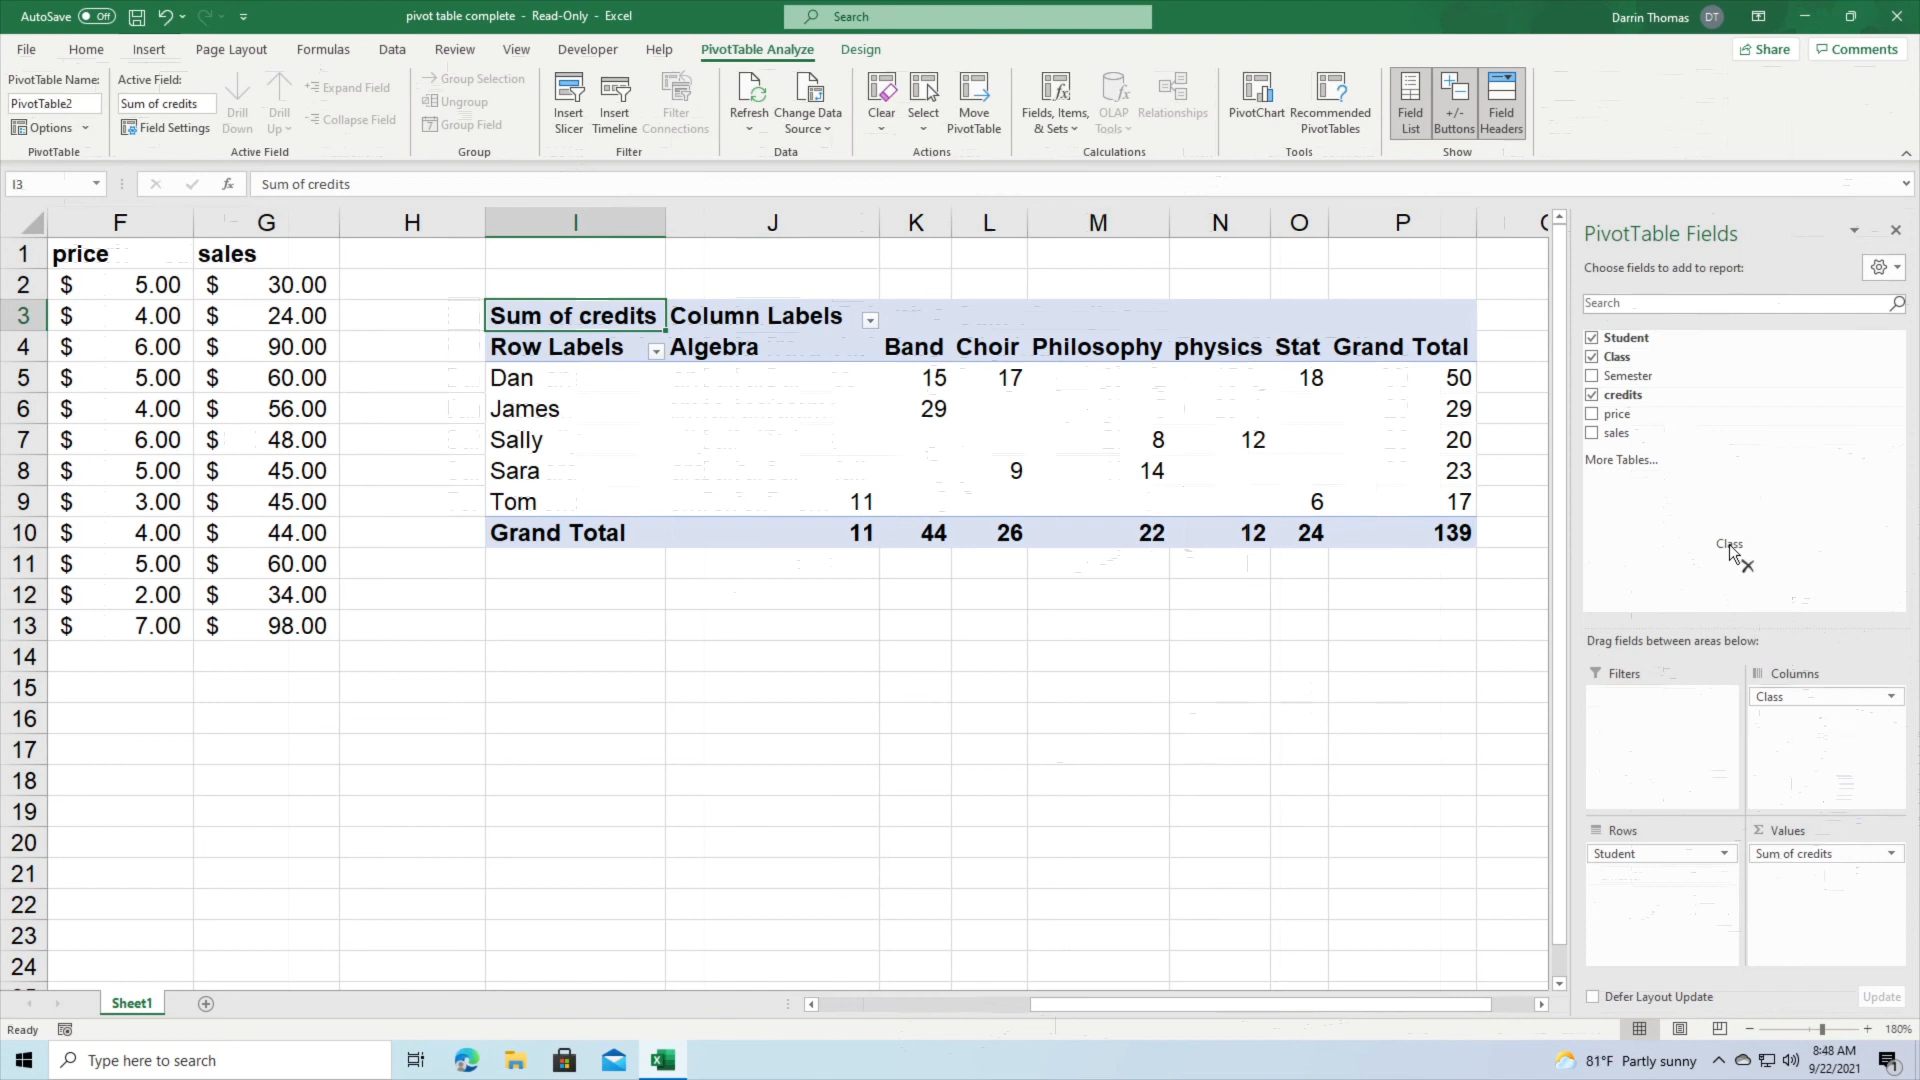 AutoSave Off pivot table complete - Read-Only - Excel Search Darrin Thomas DT
File Home Insert Page Layout Formulas Data Review View Developer Help PivotTable Analyze Design Share Comments
PivotTable Name:
PivotTable2
Options
PivotTable
Active Field:
Sum of credits
Field Settings
Drill Down
Drill Up
Expand Field
Collapse Field
Active Field
Group Selection
Ungroup
Group Field
Group
Insert Slicer
Insert Timeline
Filter Connections
Filter
Refresh
Change Data Source
Data
Clear
Select
Move PivotTable
Actions
Fields, Items, & Sets
OLAP Tools
Relationships
Calculations
PivotChart
Recommended PivotTables
Tools
Field List
+/- Buttons
Field Headers
Show
I3 fx Sum of credits
F G H I J K L M N O P
1 price sales
2 $ 5.00 $ 30.00
3 $ 4.00 $ 24.00 Sum of credits Column Labels
4 $ 6.00 $ 90.00 Row Labels Algebra Band Choir Philosophy physics Stat Grand Total
5 $ 5.00 $ 60.00 Dan 15 17 18 50
6 $ 4.00 $ 56.00 James 29 29
7 $ 6.00 $ 48.00 Sally 8 12 20
8 $ 5.00 $ 45.00 Sara 9 14 23
9 $ 3.00 $ 45.00 Tom 11 6 17
10 $ 4.00 $ 44.00 Grand Total 11 44 26 22 12 24 139
11 $ 5.00 $ 60.00
12 $ 2.00 $ 34.00
13 $ 7.00 $ 98.00
14
15
16
17
18
19
20
21
22
23
24
PivotTable Fields
Choose fields to add to report:
Search
Student
Class
Semester
credits
price
sales
More Tables...
Class
Drag fields between areas below:
Filters
Columns
Class
Rows
Student
Values
Sum of credits
Defer Layout Update Update
Sheet1
Ready 180%
Type here to search 81°F Partly sunny 8:48 AM
9/22/2021 1